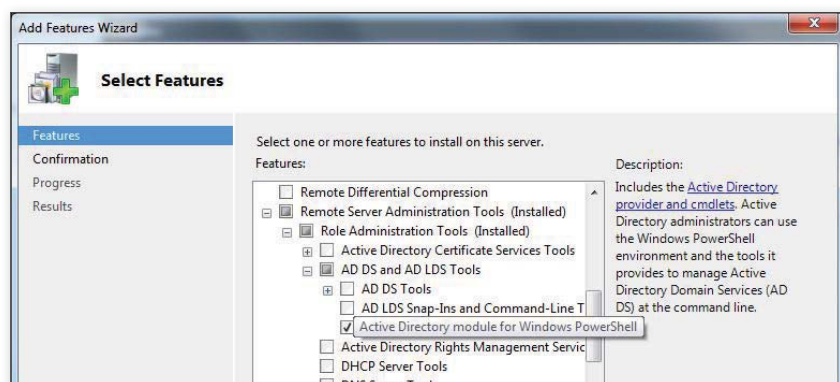 Add Features Wizard
Select Features
Features
Confirmation
Progress
Results
Select one or more features to install on this server.
Features:
Remote Differential Compression
Remote Server Administration Tools (Installed)
Role Administration Tools (Installed)
Active Directory Certificate Services Tools
AD DS and AD LDS Tools
AD DS Tools
AD LDS Snap-Ins and Command-Line T
Active Directory module for Windows PowerShell
Active Directory Rights Management Servic
DHCP Server Tools
Description:
Includes the Active Directory
provider and cmdlets. Active
Directory administrators can use
the Windows PowerShell
environment and the tools it
provides to manage Active
Directory Domain Services (AD
DS) at the command line.